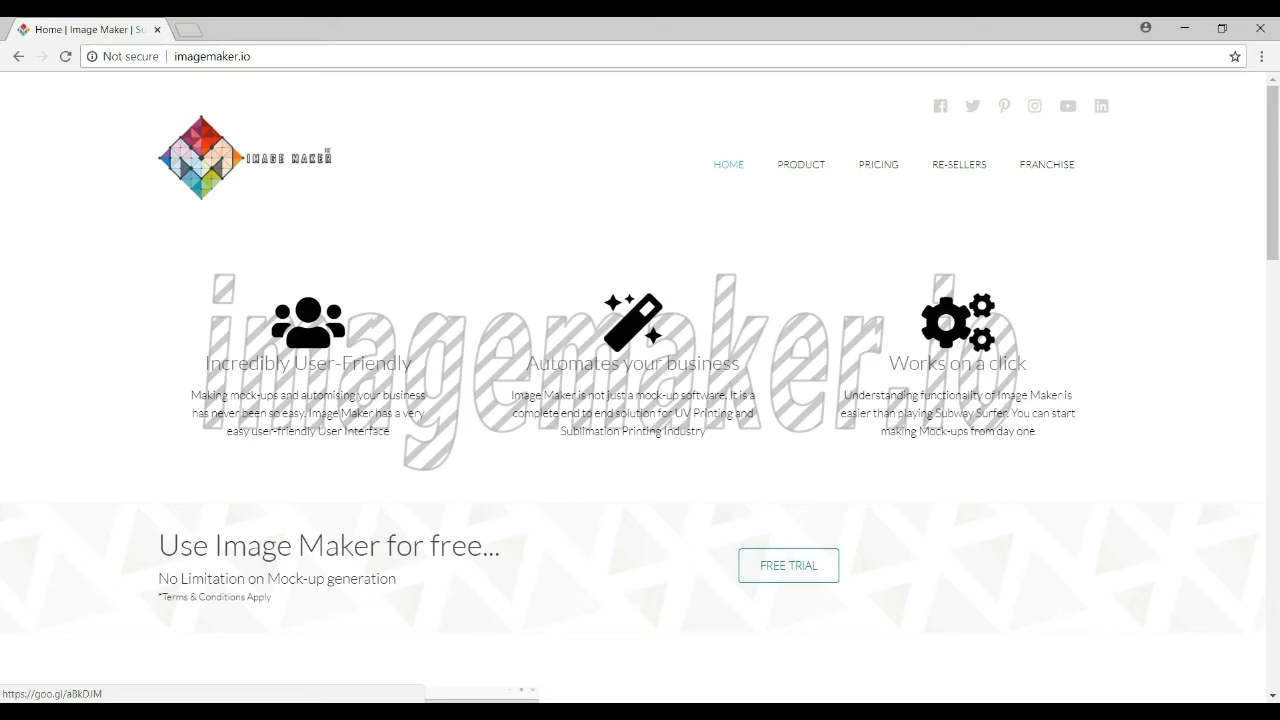 Home | Image Maker | Su
Not secure
imagemaker.io
IMAGE MAKER
HOME
PRODUCT
PRICING
RE-SELLERS
FRANCHISE
imagemaker.io
Incredibly User-Friendly
Making mock-ups and automising your business
has never been so easy. Image Maker has a very
easy user-friendly User Interface
Automates your business
Image Maker is not just a mock-up software. It is a
complete end to end solution for UV Printing and
Sublimation Printing Industry
Works on a click
Understanding functionality of Image Maker is
easier than playing Subway Surfer. You can start
making Mock-ups from day one
Use Image Maker for free...
No Limitation on Mock-up generation
*Terms & Conditions Apply
FREE TRIAL
https://goo.gl/aBkDJM